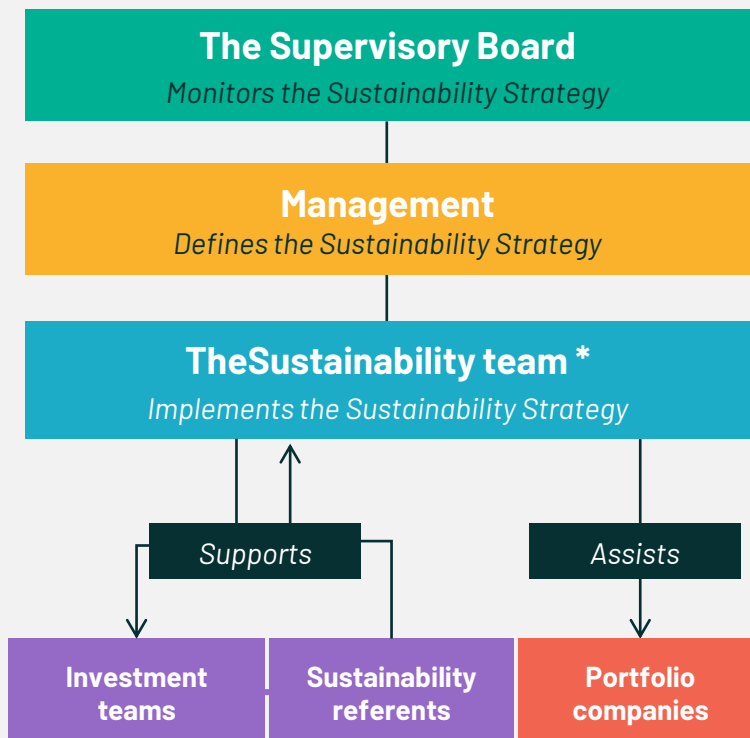 The Supervisory Board
Monitors the Sustainability Strategy
Management
Defines the Sustainability Strategy
TheSustainability team *
Implements the Sustainability Strategy
Supports
Assists
Investment
teams
Sustainability
referents
Portfolio
companies